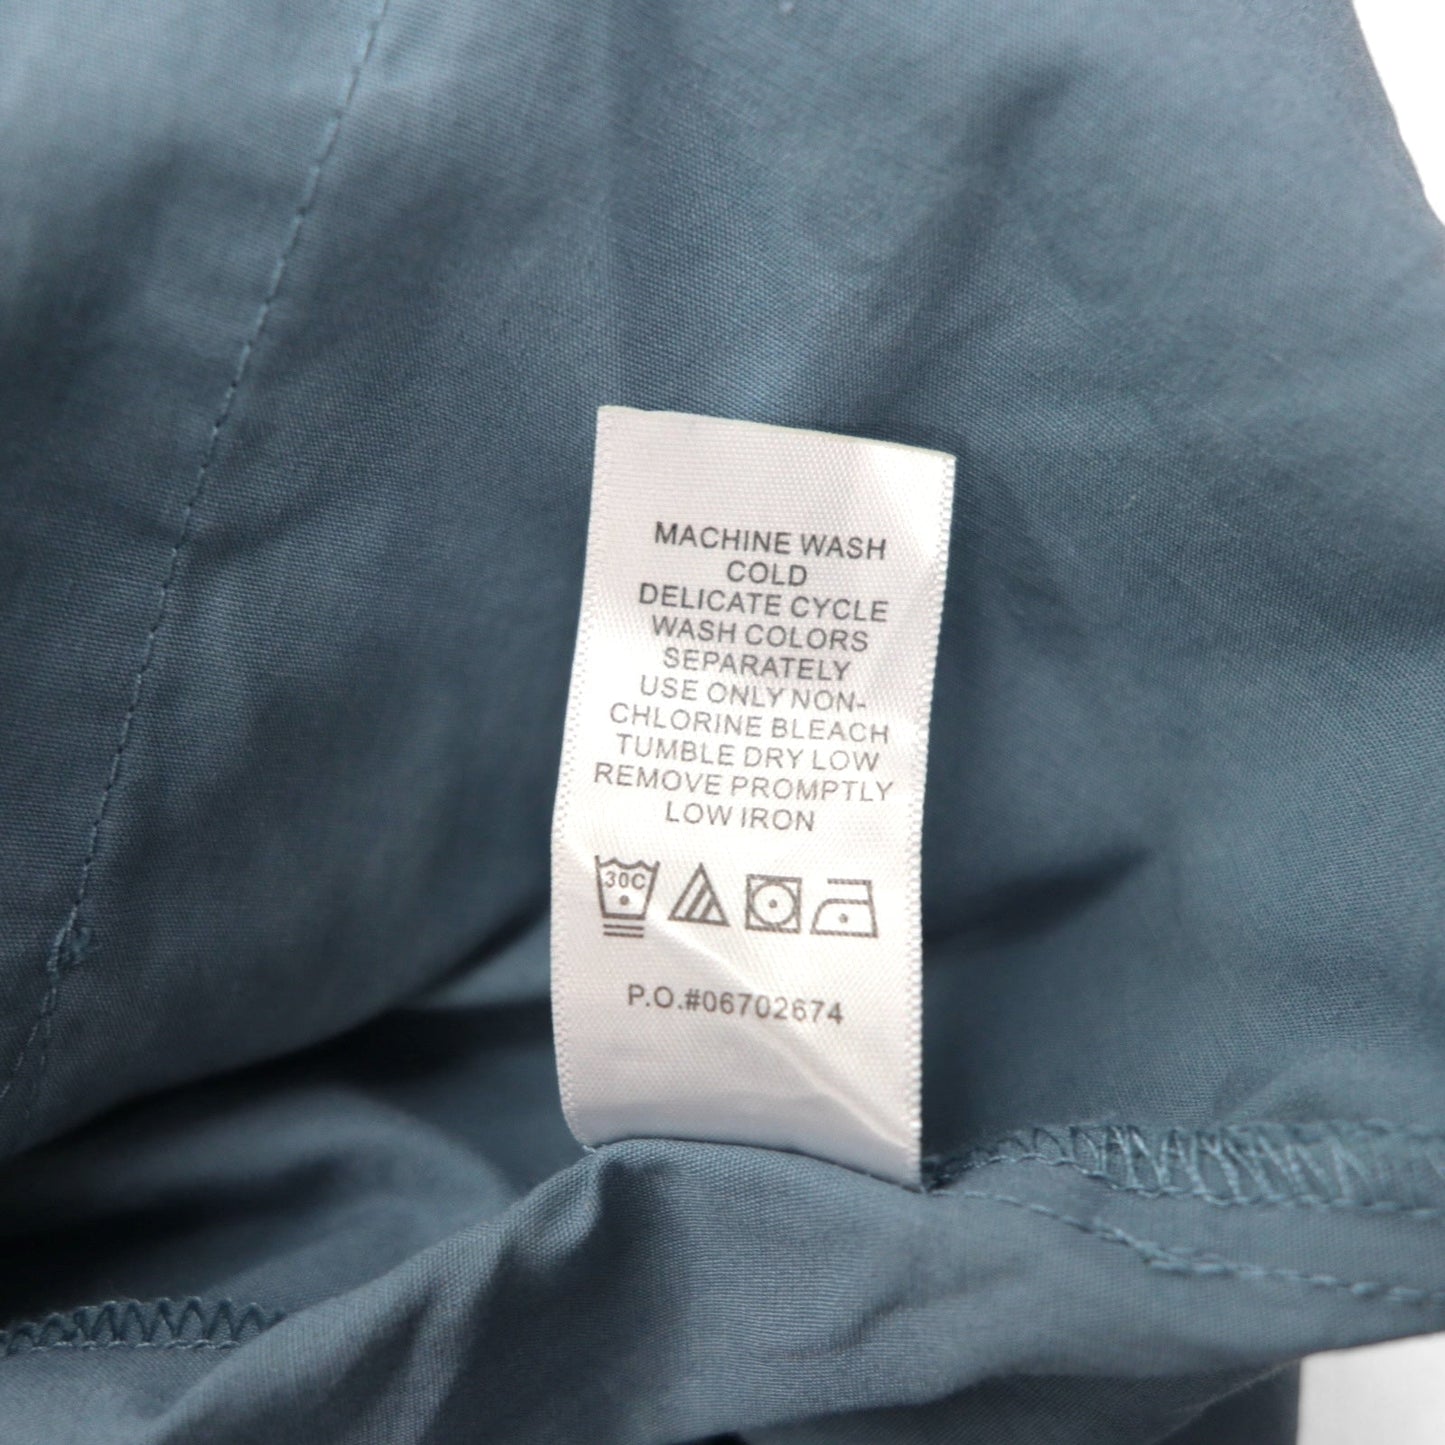 MACHINE WASH
COLD
DELICATE CYCLE
WASH COLORS
SEPARATELY
USE ONLY NON-
CHLORINE BLEACH
TUMBLE DRY LOW
REMOVE PROMPTLY
LOW IRON
30C
P.O.#06702674